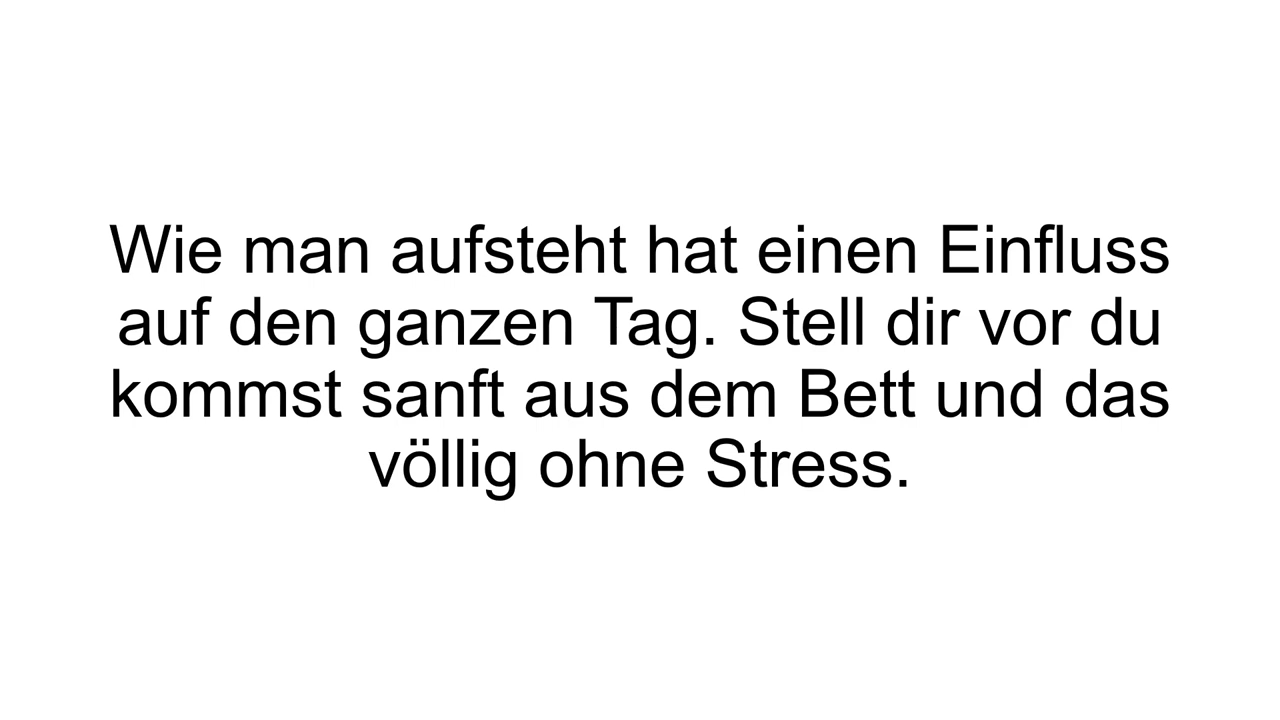 Wie man aufsteht hat einen Einfluss
auf den ganzen Tag. Stell dir vor du
kommst sanft aus dem Bett und das
völlig ohne Stress.